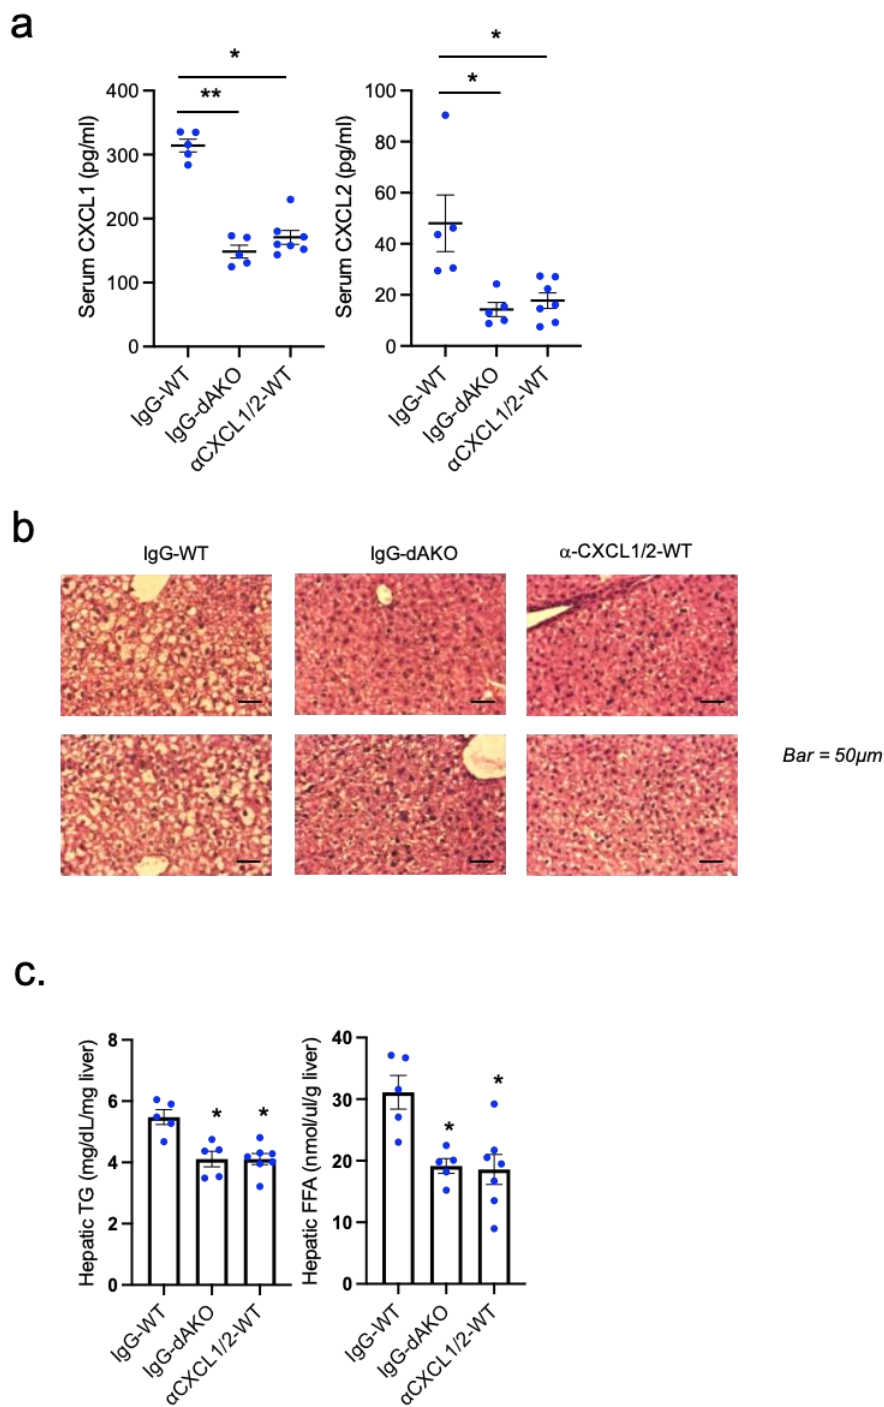 a
*
**
400
300
200
100
0
Serum CXCL1 (pg/ml)
IgG-WT
IgG-dAKO
αCXCL1/2-WT
*
*
100
80
60
40
20
0
Serum CXCL2 (pg/ml)
IgG-WT
IgG-dAKO
αCXCL1/2-WT
b
IgG-WT
IgG-dAKO
α-CXCL1/2-WT
Bar = 50µm
c.
8
6
4
2
0
Hepatic TG (mg/dL/mg liver)
*
*
IgG-WT
IgG-dAKO
αCXCL1/2-WT
40
30
20
10
0
Hepatic FFA (nmol/ul/g liver)
*
*
IgG-WT
IgG-dAKO
αCXCL1/2-WT